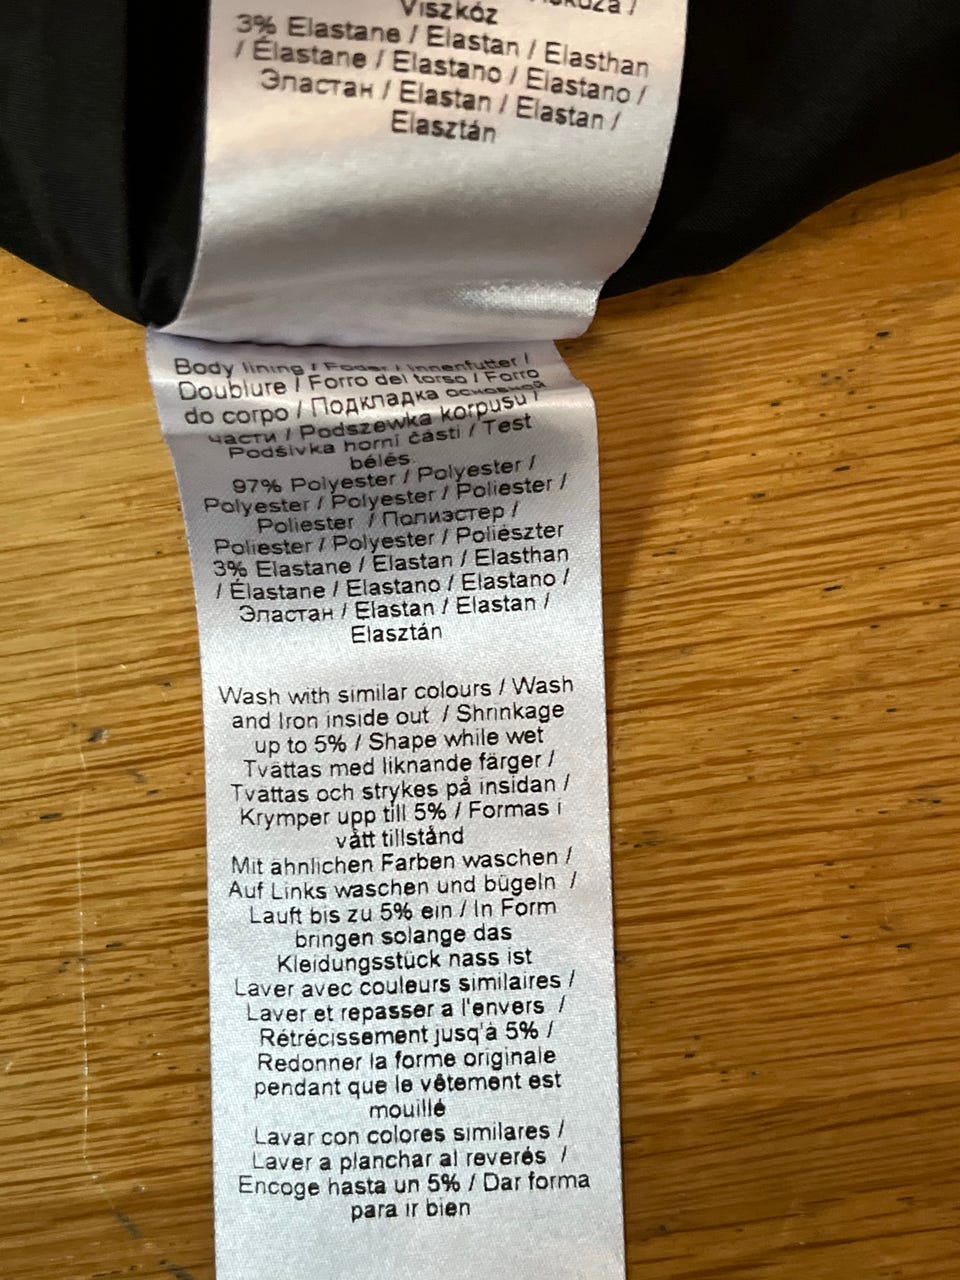 Viszkóz
3% Elastane / Elastan / Elasthan
/ Élastane / Elastano / Elastano /
Эластан / Elastan / Elastan /
Elasztán
Body lining / Foder / Innenfutter /
Doublure / Forro del torso / Forro
do corpo / Подкладка основной
части / Podszewka korpusu /
Podšívka horní části / Test
bélés
97% Polyester / Polyester /
Polyester / Polyester / Poliester /
Poliester / Полиэстер /
Poliester / Polyester / Poliészter
3% Elastane / Elastan / Elasthan
/ Élastane / Elastano / Elastano /
Эластан / Elastan / Elastan /
Elasztán
Wash with similar colours / Wash
and Iron inside out / Shrinkage
up to 5% / Shape while wet
Tvättas med liknande färger /
Tvättas och strykes på insidan /
Krymper upp till 5% / Formas i
vått tillstånd
Mit ahnlichen Farben waschen /
Auf Links waschen und bügeln /
Lauft bis zu 5% ein / In Form
bringen solange das
Kleidungsstück nass ist
Laver avec couleurs similaires /
Laver et repasser a l'envers /
Rétrécissement jusq'à 5% /
Redonner la forme originale
pendant que le vêtement est
mouillé
Lavar con colores similares /
Laver a planchar al reverés /
Encoge hasta un 5% / Dar forma
para ir bien